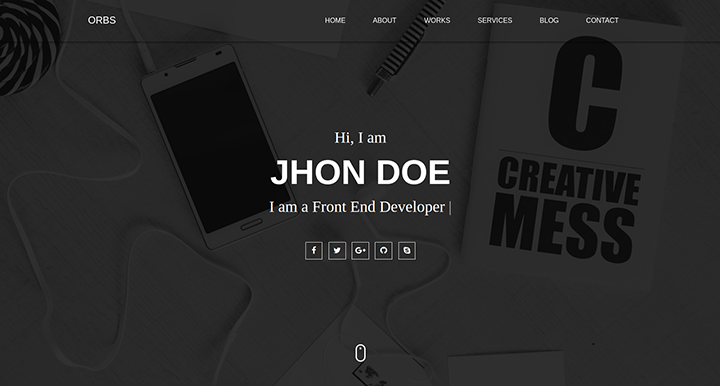 ORBS
HOME ABOUT WORKS SERVICES BLOG CONTACT
Hi, I am
JHON DOE
I am a Front End Developer |
C
CREATIVE
MESS